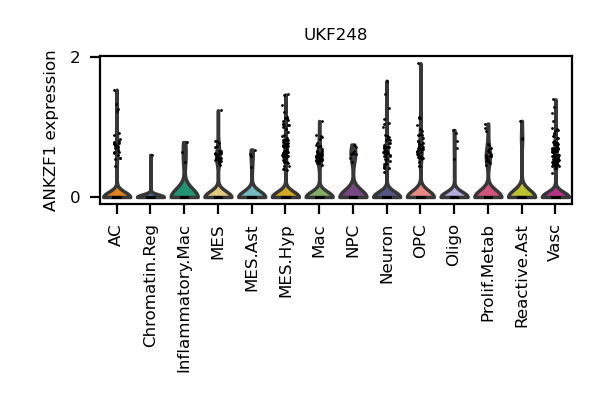 UKF248
ANKZF1 expression
2
0
AC
Chromatin.Reg
Inflammatory.Mac
MES
MES.Ast
MES.Hyp
Mac
NPC
Neuron
OPC
Oligo
Prolif.Metab
Reactive.Ast
Vasc